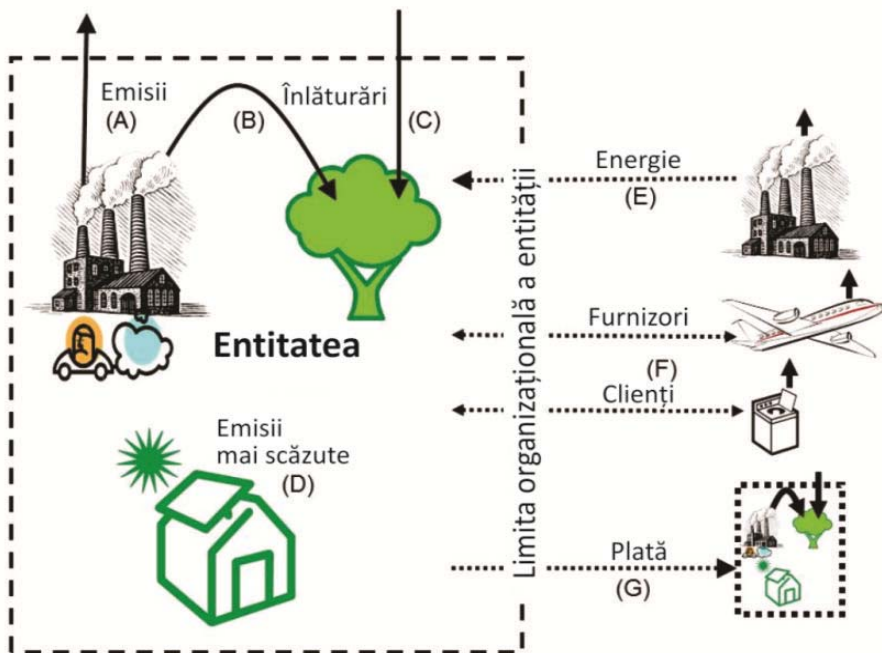 Emisii
(A)
(B)
Înlăturări
(C)
Energie
(E)
Limita organizațională a entității
Furnizori
(F)
Clienți
Entitatea
Emisii
mai scăzute
(D)
Plată
(G)